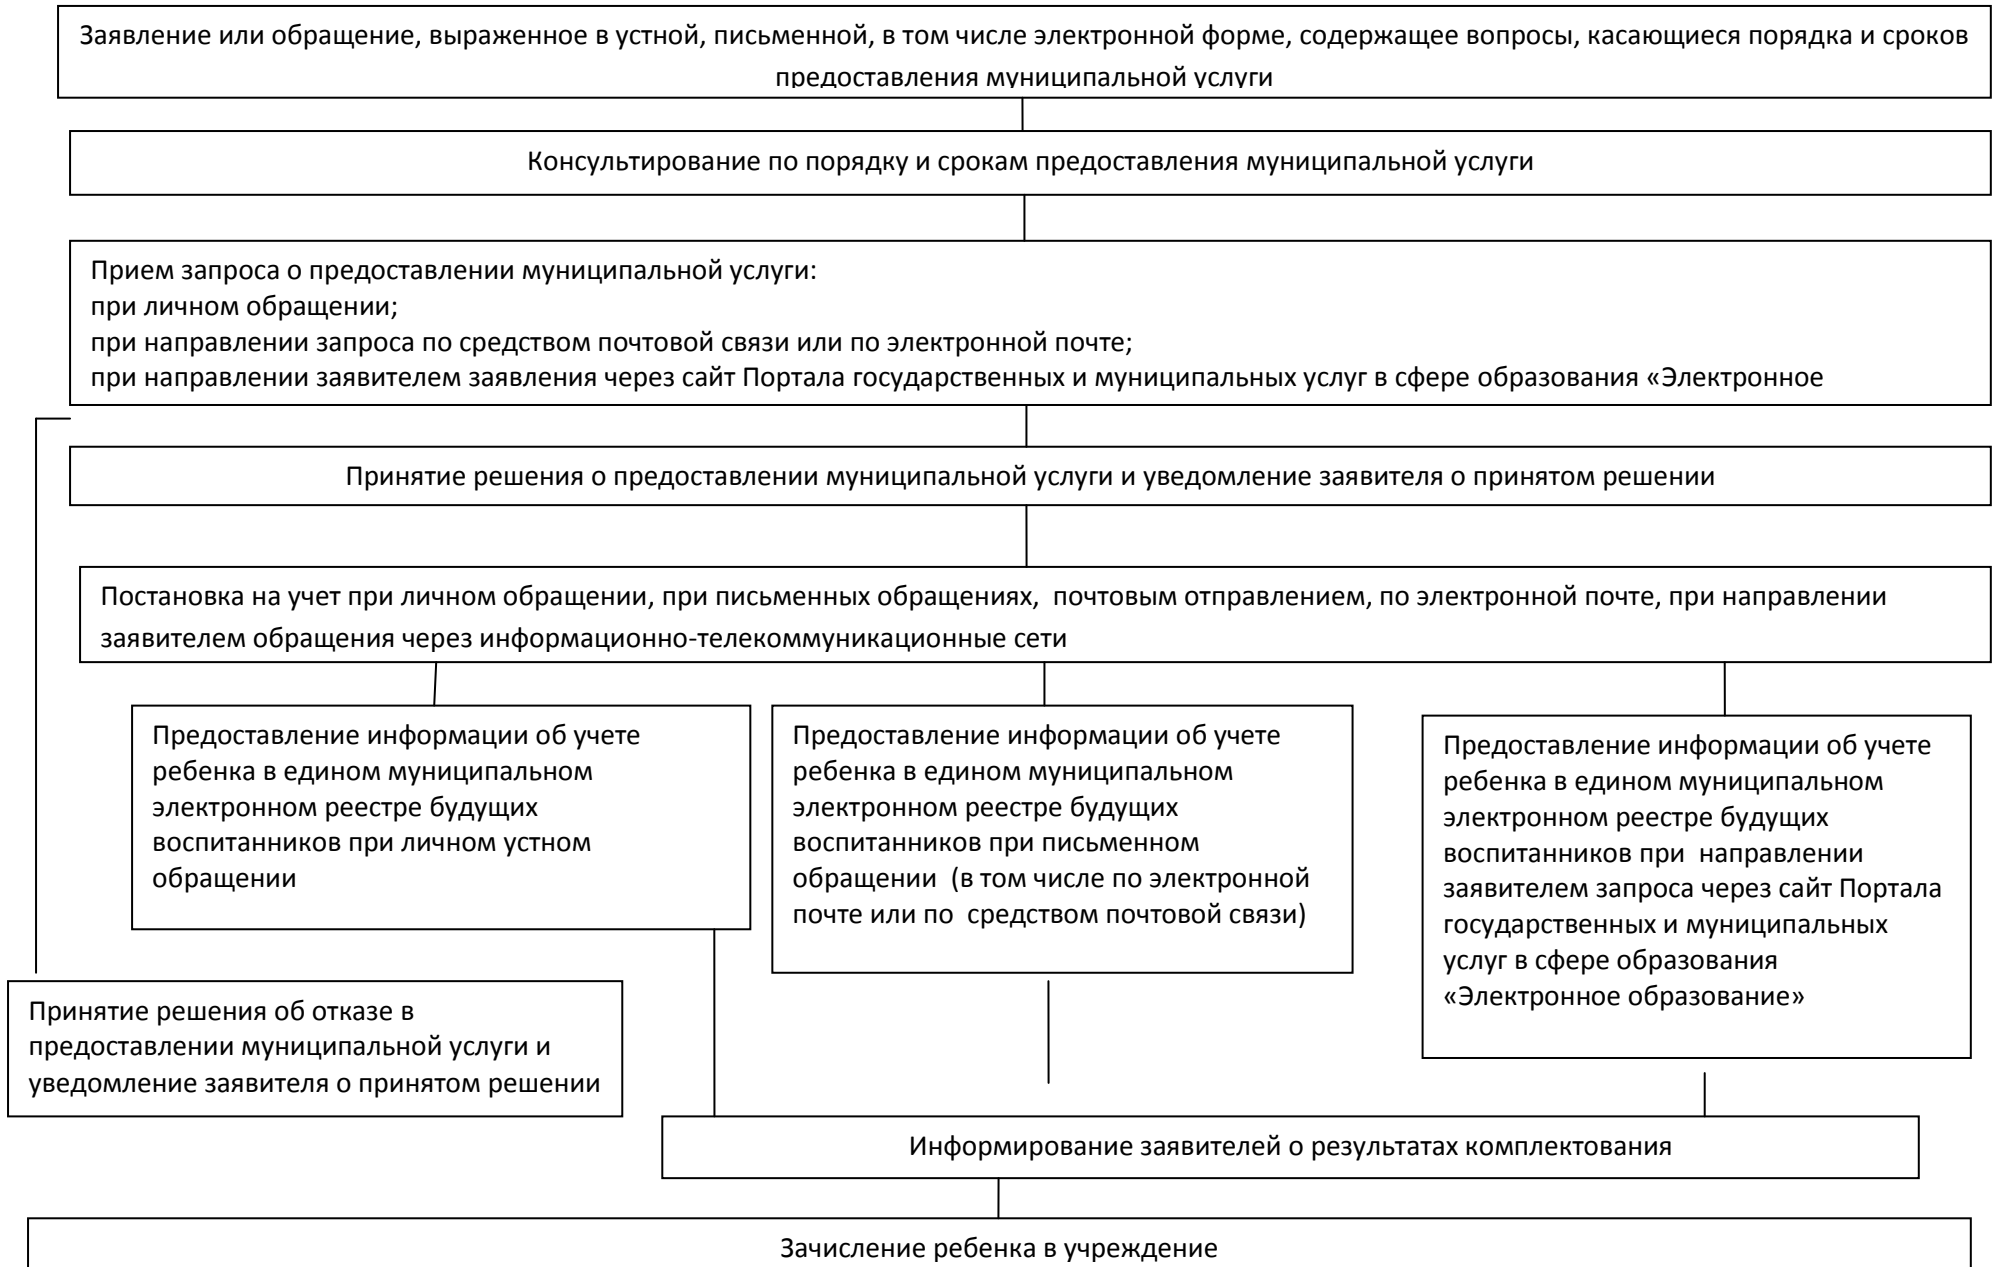 Заявление или обращение, выраженное в устной, письменной, в том числе электронной форме, содержащее вопросы, касающиеся порядка и сроков
предоставления муниципальной услуги
Консультирование по порядку и срокам предоставления муниципальной услуги
Прием запроса о предоставлении муниципальной услуги:
при личном обращении;
при направлении запроса по средством почтовой связи или по электронной почте;
при направлении заявителем заявления через сайт Портала государственных и муниципальных услуг в сфере образования «Электронное
Принятие решения о предоставлении муниципальной услуги и уведомление заявителя о принятом решении
Постановка на учет при личном обращении, при письменных обращениях,  почтовым отправлением, по электронной почте, при направлении
заявителем обращения через информационно-телекоммуникационные сети
Предоставление информации об учете
ребенка в едином муниципальном
электронном реестре будущих
воспитанников при личном устном
обращении
Предоставление информации об учете
ребенка в едином муниципальном
электронном реестре будущих
воспитанников при письменном
обращении  (в том числе по электронной
почте или по  средством почтовой связи)
Предоставление информации об учете
ребенка в едином муниципальном
электронном реестре будущих
воспитанников при  направлении
заявителем запроса через сайт Портала
государственных и муниципальных
услуг в сфере образования
«Электронное образование»
Принятие решения об отказе в
предоставлении муниципальной услуги и
уведомление заявителя о принятом решении
Информирование заявителей о результатах комплектования
Зачисление ребенка в учреждение